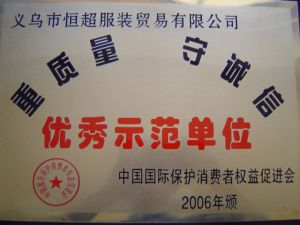 义乌市恒超服装贸易有限公司
重质量 守诚信
优秀示范单位
中国国际保护消费者权益促进会
2006年颁